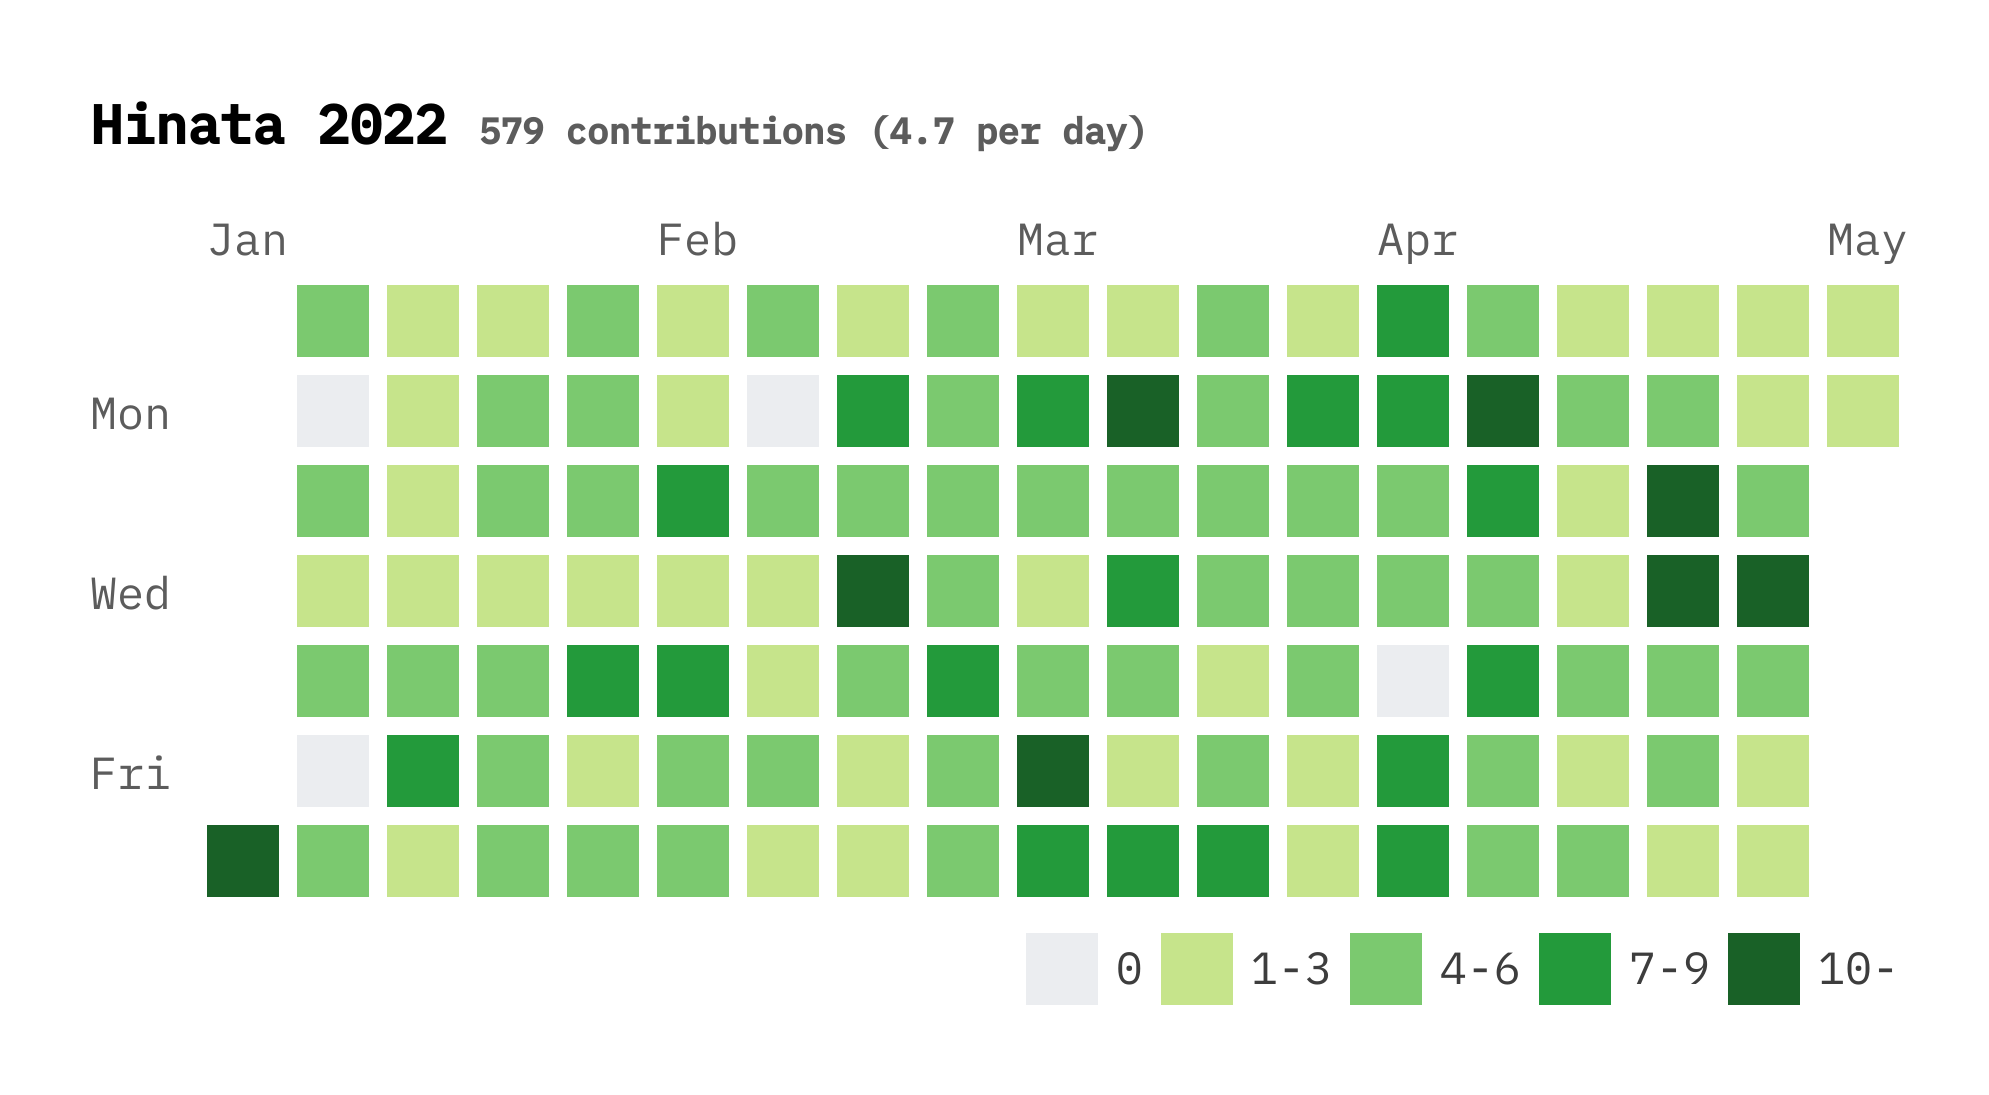 Hinata 2022 579 contributions (4.7 per day)
Jan Feb Mar Apr May
Mon
Wed
Fri
0 1-3 4-6 7-9 10-